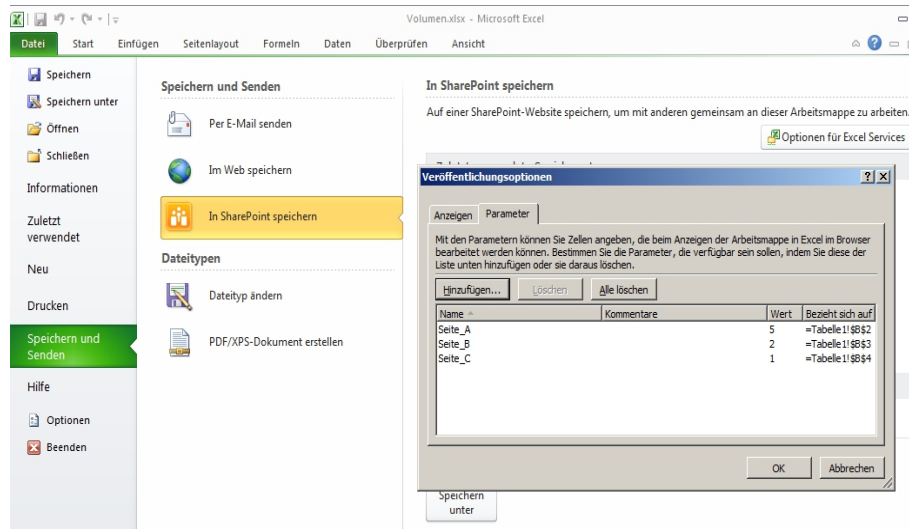 Volumen.xlsx - Microsoft Excel
Datei Start Einfügen Seitenlayout Formeln Daten Überprüfen Ansicht
Speichern
Speichern unter
Öffnen
Schließen
Informationen
Zuletzt
verwendet
Neu
Drucken
Speichern und
Senden
Hilfe
Optionen
Beenden
Speichern und Senden
Per E-Mail senden
Im Web speichern
In SharePoint speichern
Dateitypen
Dateityp ändern
PDF/XPS-Dokument erstellen
In SharePoint speichern
Auf einer SharePoint-Website speichern, um mit anderen gemeinsam an dieser Arbeitsmappe zu arbeiten.
Optionen für Excel Services
Veröffentlichungsoptionen
Anzeigen Parameter
Mit den Parametern können Sie Zellen angeben, die beim Anzeigen der Arbeitsmappe in Excel im Browser
bearbeitet werden können. Bestimmen Sie die Parameter, die verfügbar sein sollen, indem Sie diese der
Liste unten hinzufügen oder sie daraus löschen.
Hinzufügen... Löschen Alle löschen
Name Kommentare Wert Bezieht sich auf
Seite_A 5 =Tabelle1!$B$2
Seite_B 2 =Tabelle1!$B$3
Seite_C 1 =Tabelle1!$B$4
OK Abbrechen
Speichern
unter